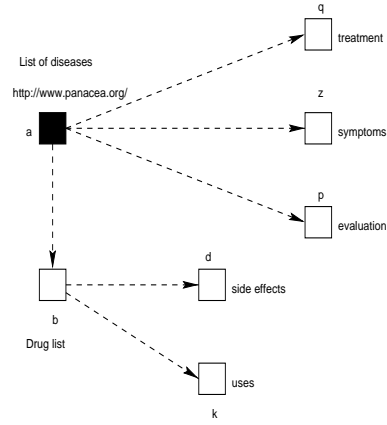 q
treatment
List of diseases
http://www.panacea.org/
z
a
symptoms
p
evaluation
d
side effects
b
Drug list
uses
k